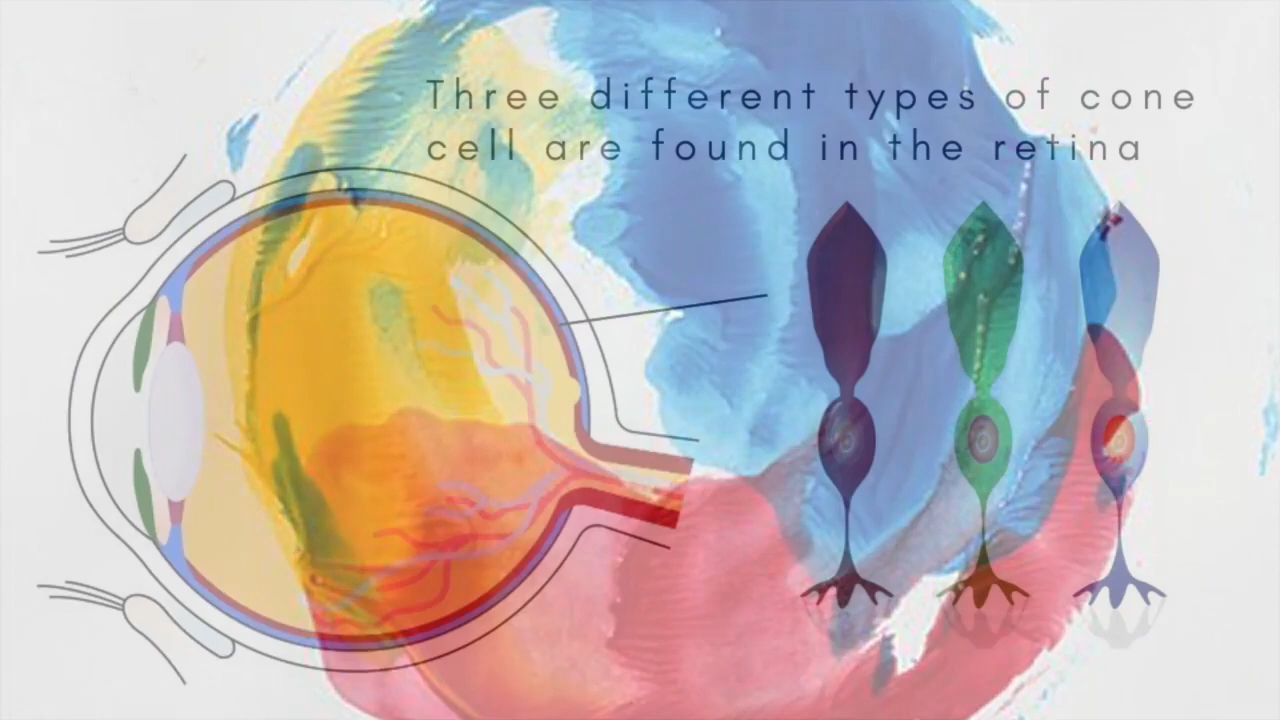 Three different types of cone
cell are found in the retina